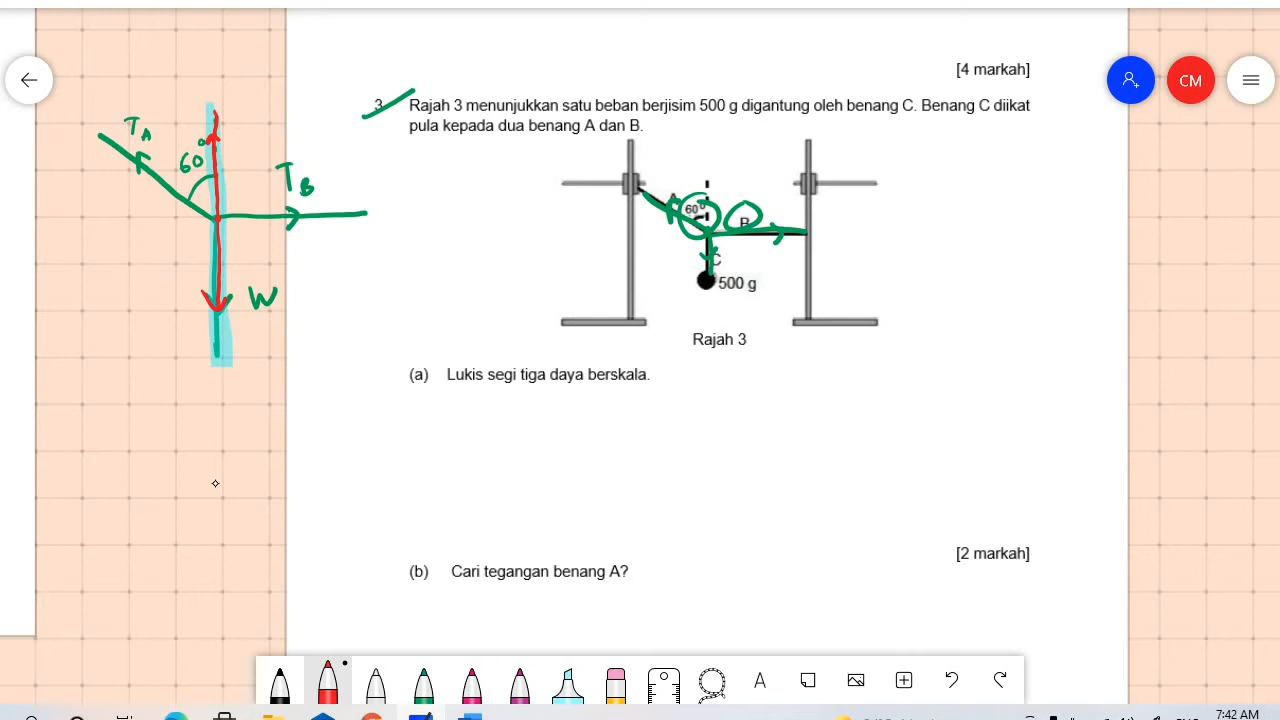 [4 markah]
3 Rajah 3 menunjukkan satu beban berjisim 500 g digantung oleh benang C. Benang C diikat
pula kepada dua benang A dan B.
T A
60°
T B
W
A
60°
B
C
500 g
Rajah 3
(a) Lukis segi tiga daya berskala.
[2 markah]
(b) Cari tegangan benang A?
CM
A
7:42 AM